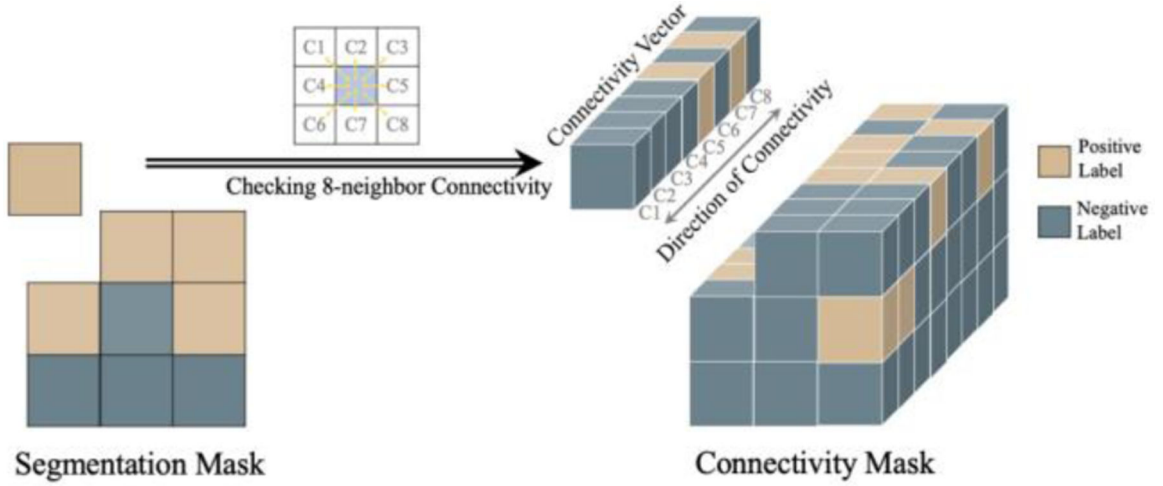 C1 C2 C3
C4 C5
C6 C7 C8
Checking 8-neighbor Connectivity
Connectivity Vector
C1 C2 C3 C4 C5 C6 C7 C8
Direction of Connectivity
Positive
Label
Negative
Label
Segmentation Mask
Connectivity Mask